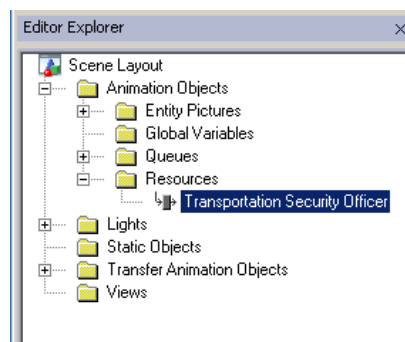 Editor Explorer
Scene Layout
Animation Objects
Entity Pictures
Global Variables
Queues
Resources
Transportation Security Officer
Lights
Static Objects
Transfer Animation Objects
Views